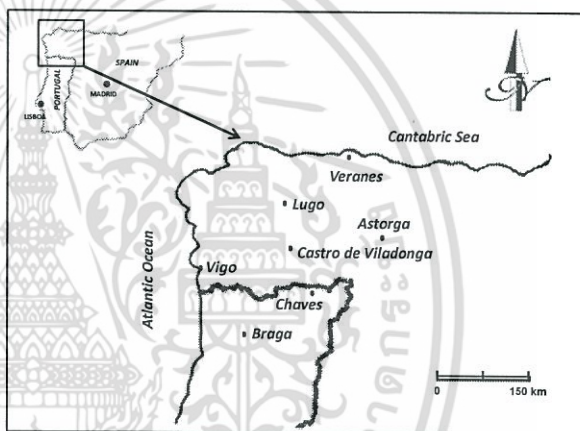 SPAIN
PORTUGAL
MADRID
LISBOA
N
Cantabric Sea
Veranes
Lugo
Astorga
Castro de Viladonga
Atlantic Ocean
Vigo
Chaves
Braga
0
150 km